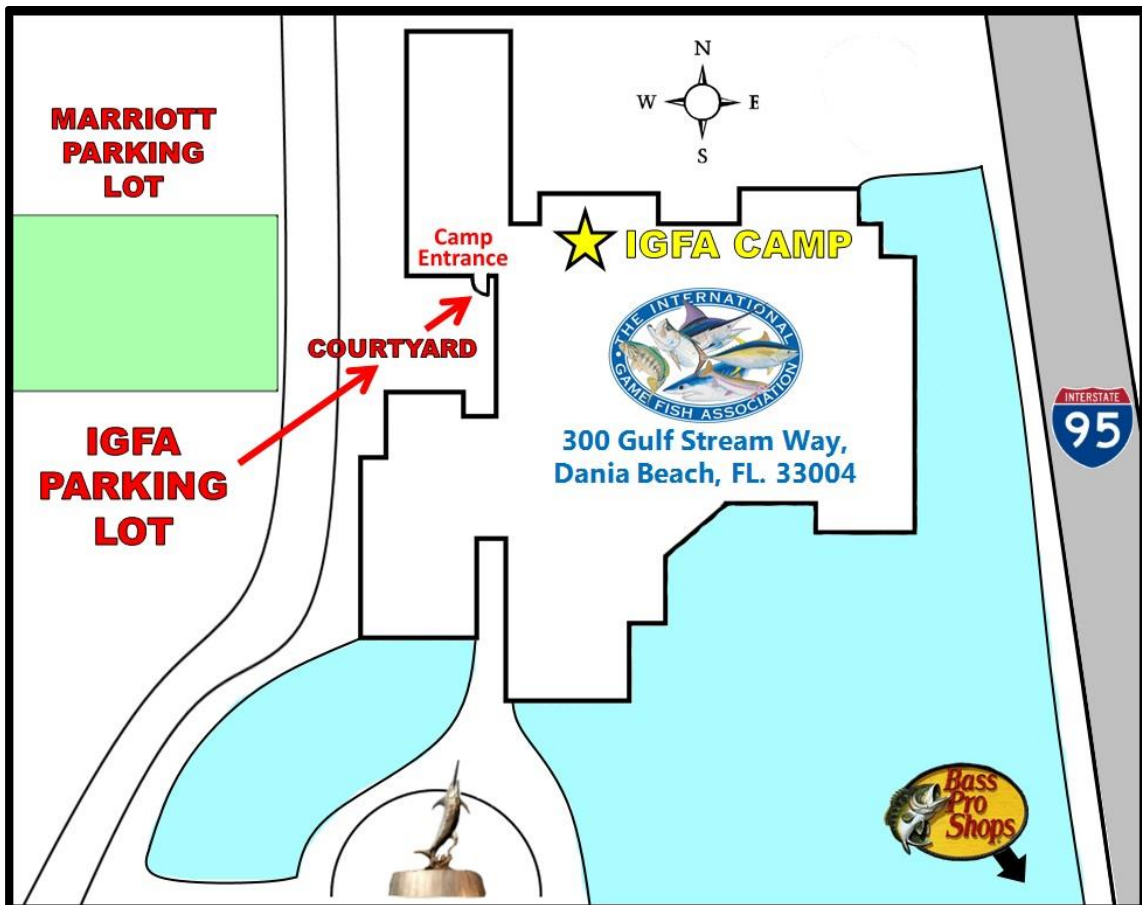 N
W E
S
MARRIOTT
PARKING
LOT
Camp
Entrance
IGFA CAMP
COURTYARD
THE INTERNATIONAL
GAME FISH ASSOCIATION
300 Gulf Stream Way,
Dania Beach, FL. 33004
IGFA
PARKING
LOT
INTERSTATE
95
Bass
Pro
Shops